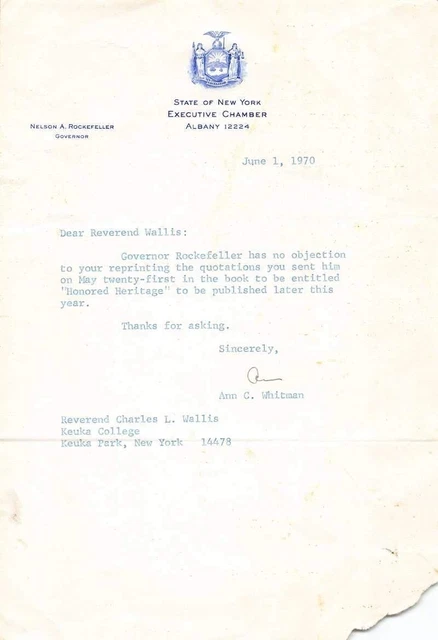 STATE OF NEW YORK
EXECUTIVE CHAMBER
ALBANY 12224
NELSON A. ROCKEFELLER
GOVERNOR
June 1, 1970
Dear Reverend Wallis:
Governor Rockefeller has no objection
to your reprinting the quotations you sent him
on May twenty-first in the book to be entitled
"Honored Heritage" to be published later this
year.
Thanks for asking.
Sincerely,
Ann C. Whitman
Reverend Charles L. Wallis
Keuka College
Keuka Park, New York 14478